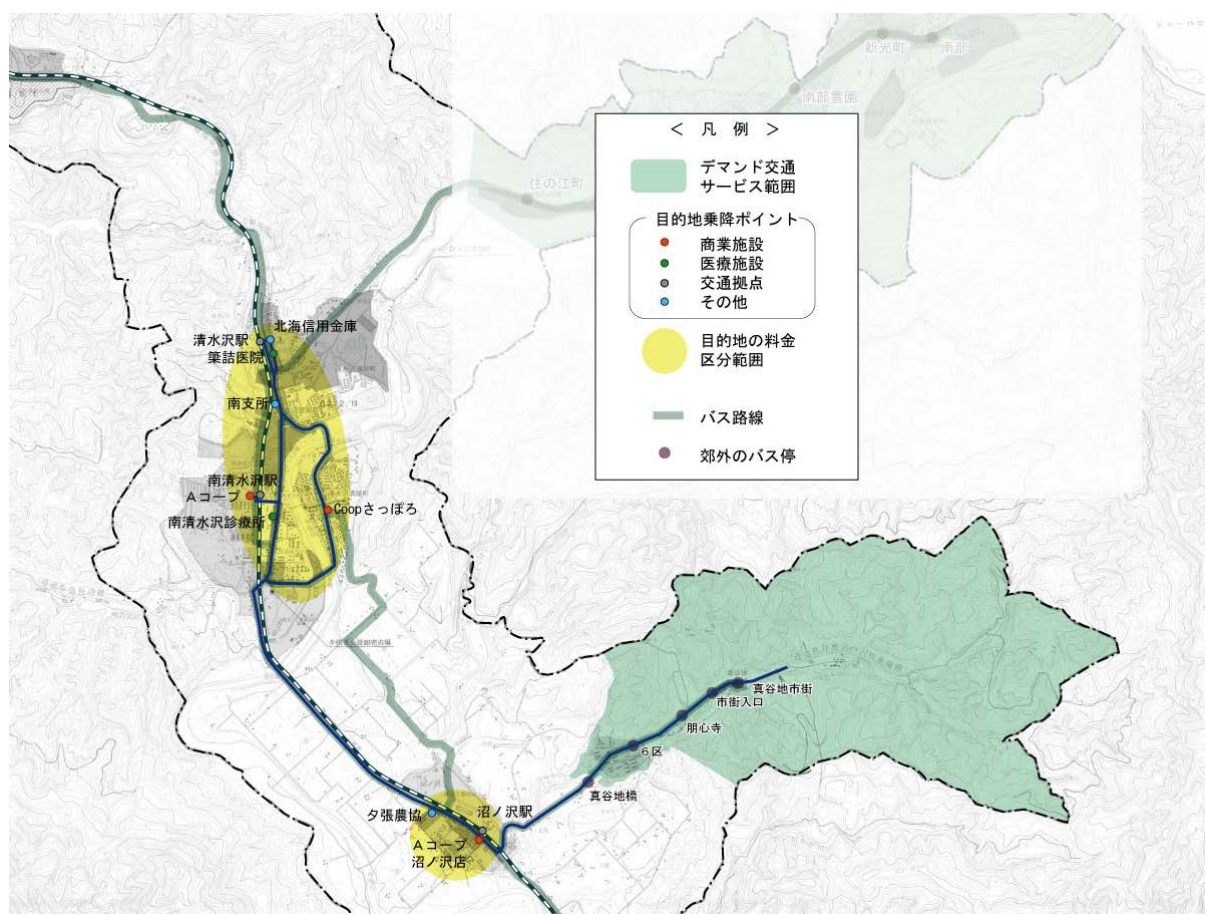 新光町
南部
南部霊園
住の江町
＜ 凡 例 ＞
デマンド交通
サービス範囲
目的地乗降ポイント
商業施設
医療施設
交通拠点
その他
目的地の料金
区分範囲
バス路線
郊外のバス停
北海信用金庫
清水沢駅
築詰医院
南支所
南清水沢駅
Ａコープ
南清水沢診療所
Coopさっぽろ
真谷地市街
市街入口
朋心寺
６区
真谷地橋
夕張農協
沼ノ沢駅
Ａコープ
沼ノ沢店